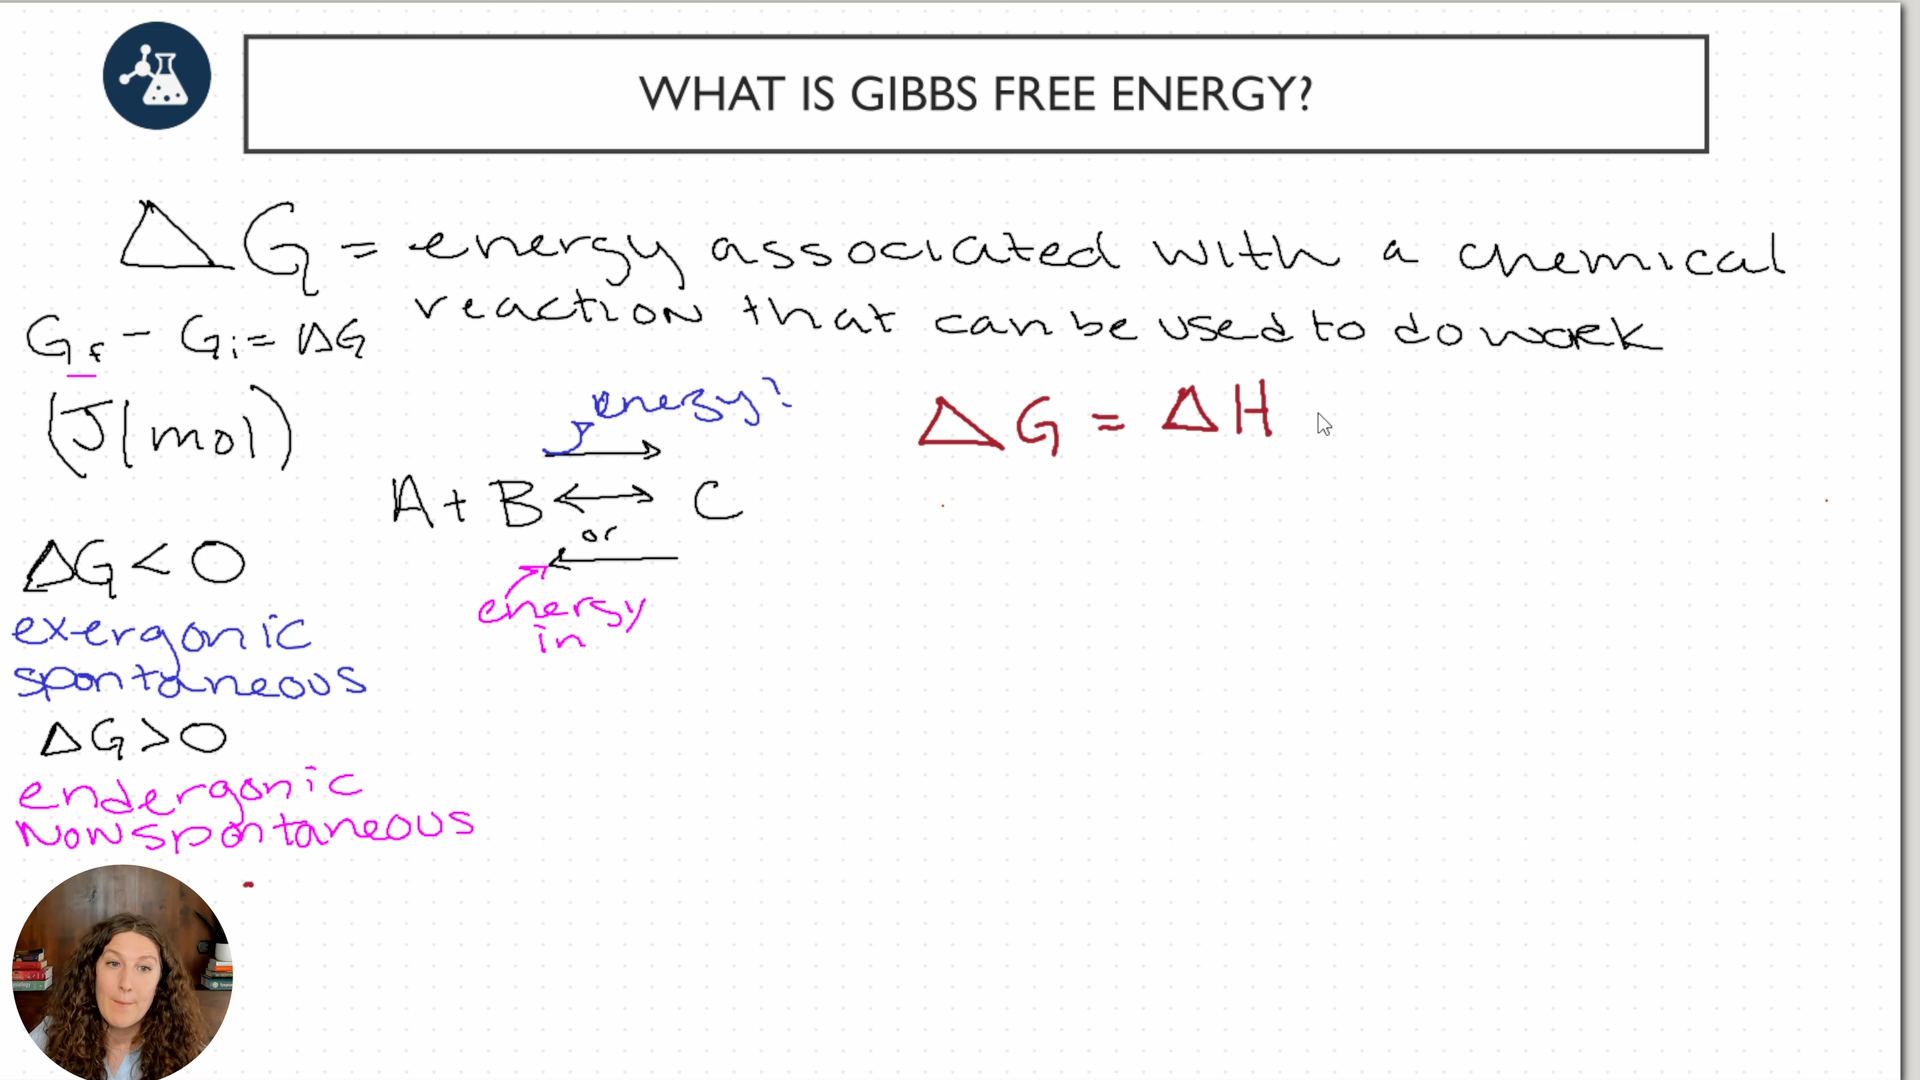 WHAT IS GIBBS FREE ENERGY?
ΔG = energy associated with a chemical
reaction that can be used to do work
Gf - Gi = ΔG
(J/mol)
energy?
ΔG = ΔH
A + B ↔ C
or
energy
in
ΔG < 0
exergonic
spontaneous
ΔG > 0
endergonic
Nonspontaneous